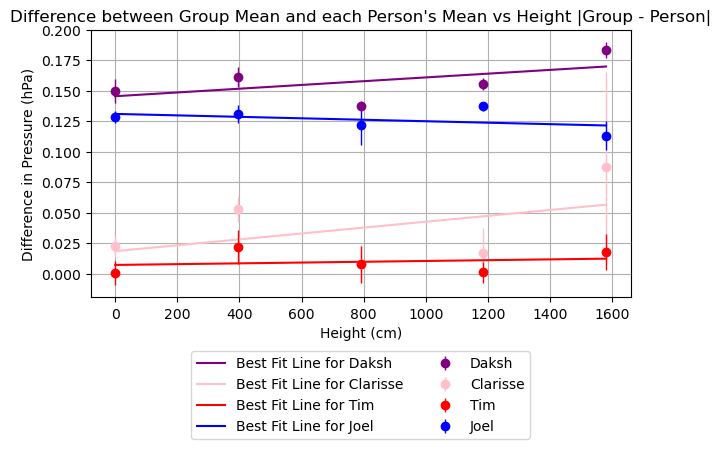 Difference between Group Mean and each Person's Mean vs Height |Group - Person|
0.200
0.175
0.150
0.125
0.100
0.075
0.050
0.025
0.000
Difference in Pressure (hPa)
0 200 400 600 800 1000 1200 1400 1600
Height (cm)
Best Fit Line for Daksh
Best Fit Line for Clarisse
Best Fit Line for Tim
Best Fit Line for Joel
Daksh
Clarisse
Tim
Joel